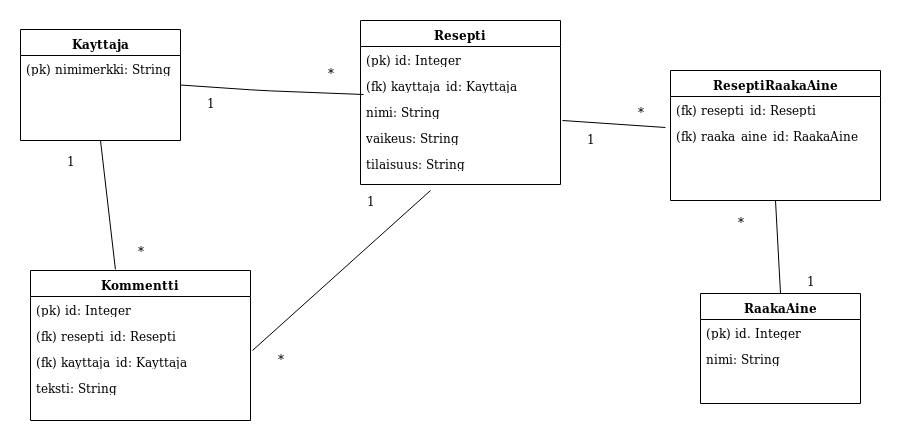 Kayttaja
(pk) nimimerkki: String
1
*
1
*
Resepti
(pk) id: Integer
(fk) kayttaja_id: Kayttaja
nimi: String
vaikeus: String
tilaisuus: String
1
*
1
*
ReseptiRaakaAine
(fk) resepti_id: Resepti
(fk) raaka_aine_id: RaakaAine
*
1
Kommentti
(pk) id: Integer
(fk) resepti_id: Resepti
(fk) kayttaja_id: Kayttaja
teksti: String
RaakaAine
(pk) id. Integer
nimi: String